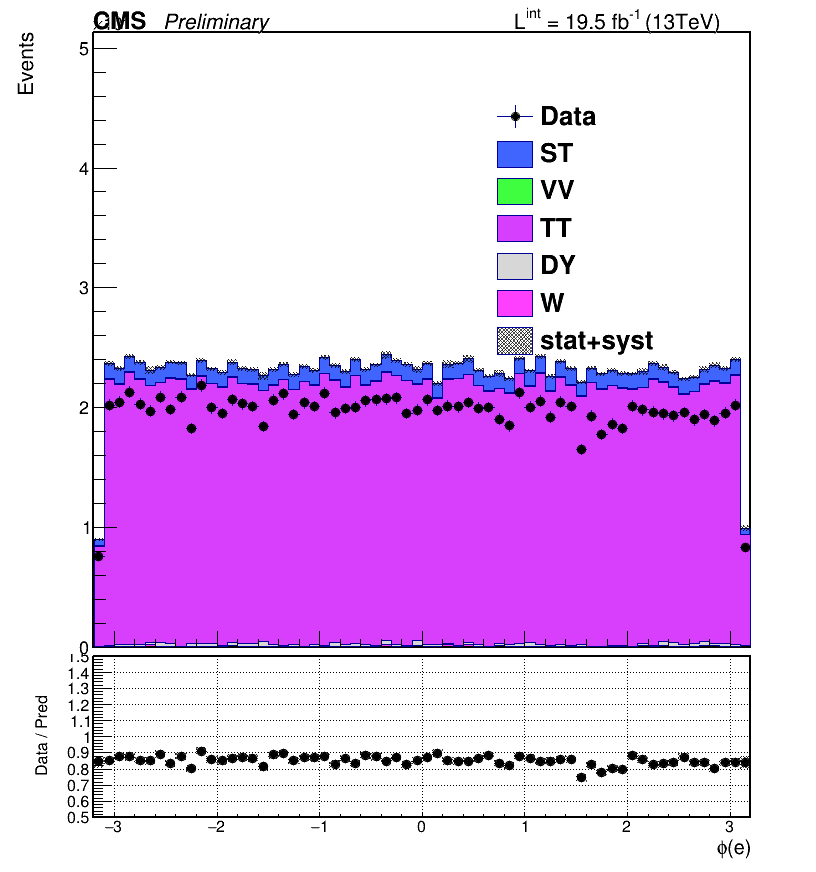 CMS Preliminary L^int = 19.5 fb^-1 (13TeV)
Events
5
4
3
2
1
0
Data
ST
VV
TT
DY
W
stat+syst
Data / Pred
1.5
1.4
1.3
1.2
1.1
1
0.9
0.8
0.7
0.6
0.5
−3 −2 −1 0 1 2 3
ϕ(e)